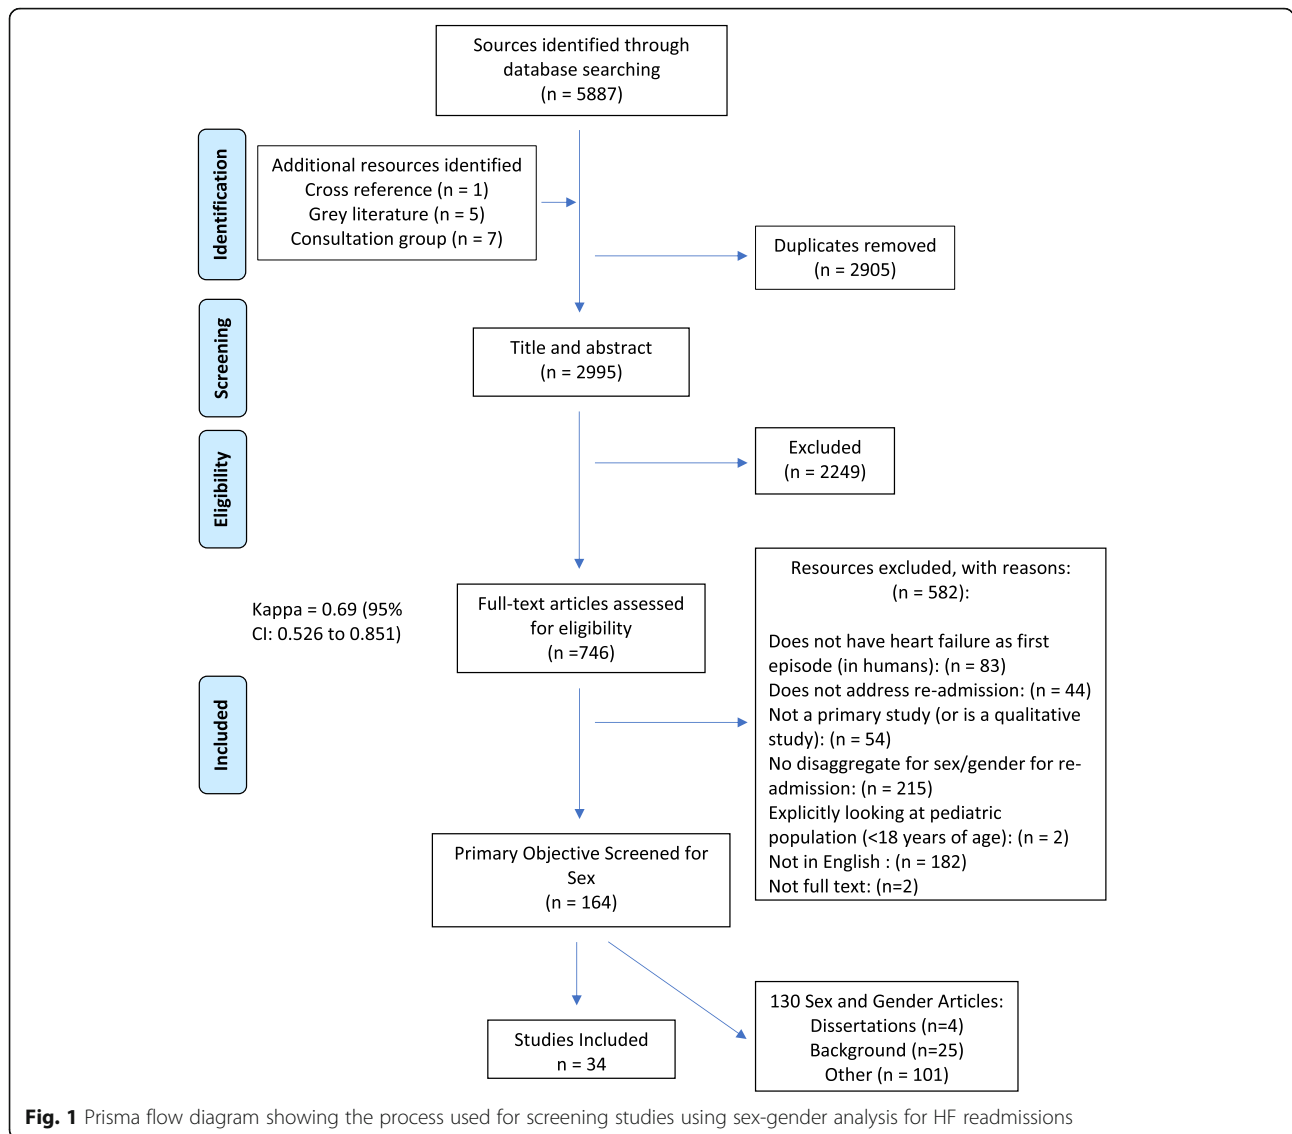 Sources identified through
database searching
(n = 5887)
Identification
Additional resources identified
Cross reference (n = 1)
Grey literature (n = 5)
Consultation group (n = 7)
Duplicates removed
(n = 2905)
Screening
Title and abstract
(n = 2995)
Eligibility
Excluded
(n = 2249)
Kappa = 0.69 (95%
CI: 0.526 to 0.851)
Full-text articles assessed
for eligibility
(n =746)
Resources excluded, with reasons:
(n = 582):
Does not have heart failure as first
episode (in humans): (n = 83)
Does not address re-admission: (n = 44)
Not a primary study (or is a qualitative
study): (n = 54)
No disaggregate for sex/gender for re-
admission: (n = 215)
Explicitly looking at pediatric
population (<18 years of age): (n = 2)
Not in English : (n = 182)
Not full text: (n=2)
Included
Primary Objective Screened for
Sex
(n = 164)
Studies Included
n = 34
130 Sex and Gender Articles:
Dissertations (n=4)
Background (n=25)
Other (n = 101)
Fig. 1 Prisma flow diagram showing the process used for screening studies using sex-gender analysis for HF readmissions